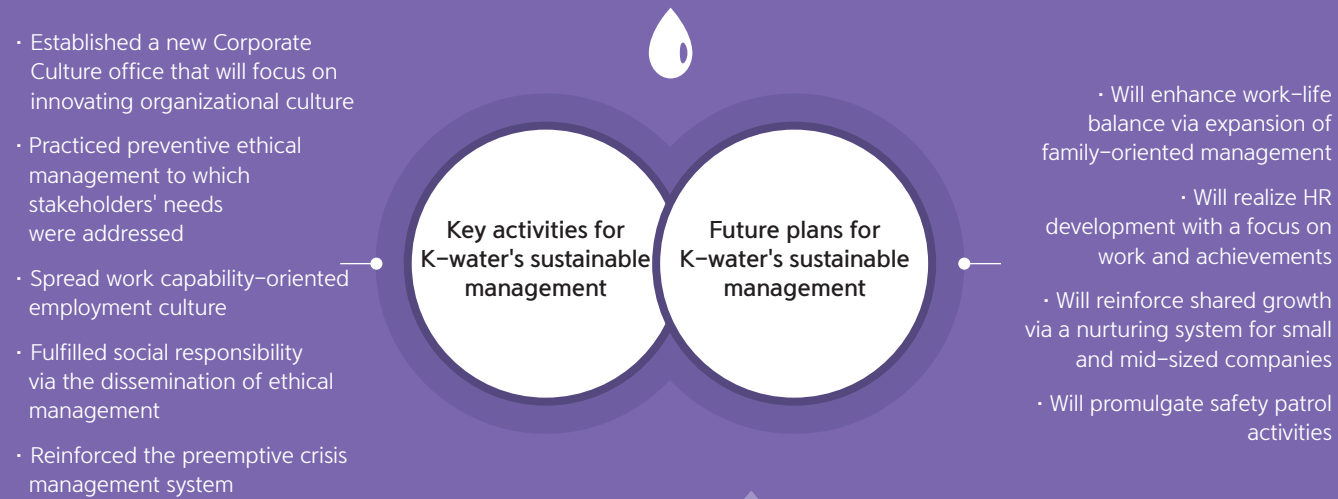 · Established a new Corporate
Culture office that will focus on
innovating organizational culture
· Practiced preventive ethical
management to which
stakeholders' needs
were addressed
· Spread work capability-oriented
employment culture
· Fulfilled social responsibility
via the dissemination of ethical
management
· Reinforced the preemptive crisis
management system
Key activities for
K-water's sustainable
management
Future plans for
K-water's sustainable
management
· Will enhance work-life
balance via expansion of
family-oriented management
· Will realize HR
development with a focus on
work and achievements
· Will reinforce shared growth
via a nurturing system for small
and mid-sized companies
· Will promulgate safety patrol
activities